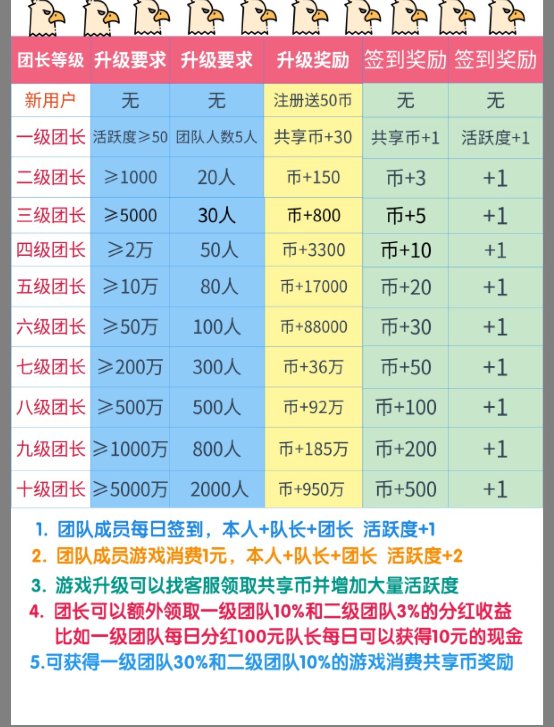 团长等级 升级要求 升级要求 升级奖励 签到奖励 签到奖励
新用户 无 无 注册送50币 无 无
一级团长 活跃度≥50 团队人数5人 共享币+30 共享币+1 活跃度+1
二级团长 ≥1000 20人 币+150 币+3 +1
三级团长 ≥5000 30人 币+800 币+5 +1
四级团长 ≥2万 50人 币+3300 币+10 +1
五级团长 ≥10万 80人 币+17000 币+20 +1
六级团长 ≥50万 100人 币+88000 币+30 +1
七级团长 ≥200万 300人 币+36万 币+50 +1
八级团长 ≥500万 500人 币+92万 币+100 +1
九级团长 ≥1000万 800人 币+185万 币+200 +1
十级团长 ≥5000万 2000人 币+950万 币+500 +1
1. 团队成员每日签到，本人+队长+团长 活跃度+1
2. 团队成员游戏消费1元，本人+队长+团长 活跃度+2
3. 游戏升级可以找客服领取共享币并增加大量活跃度
4. 团长可以额外领取一级团队10%和二级团队3%的分红收益
比如一级团队每日分红100元队长每日可以获得10元的现金
5.可获得一级团队30%和二级团队10%的游戏消费共享币奖励